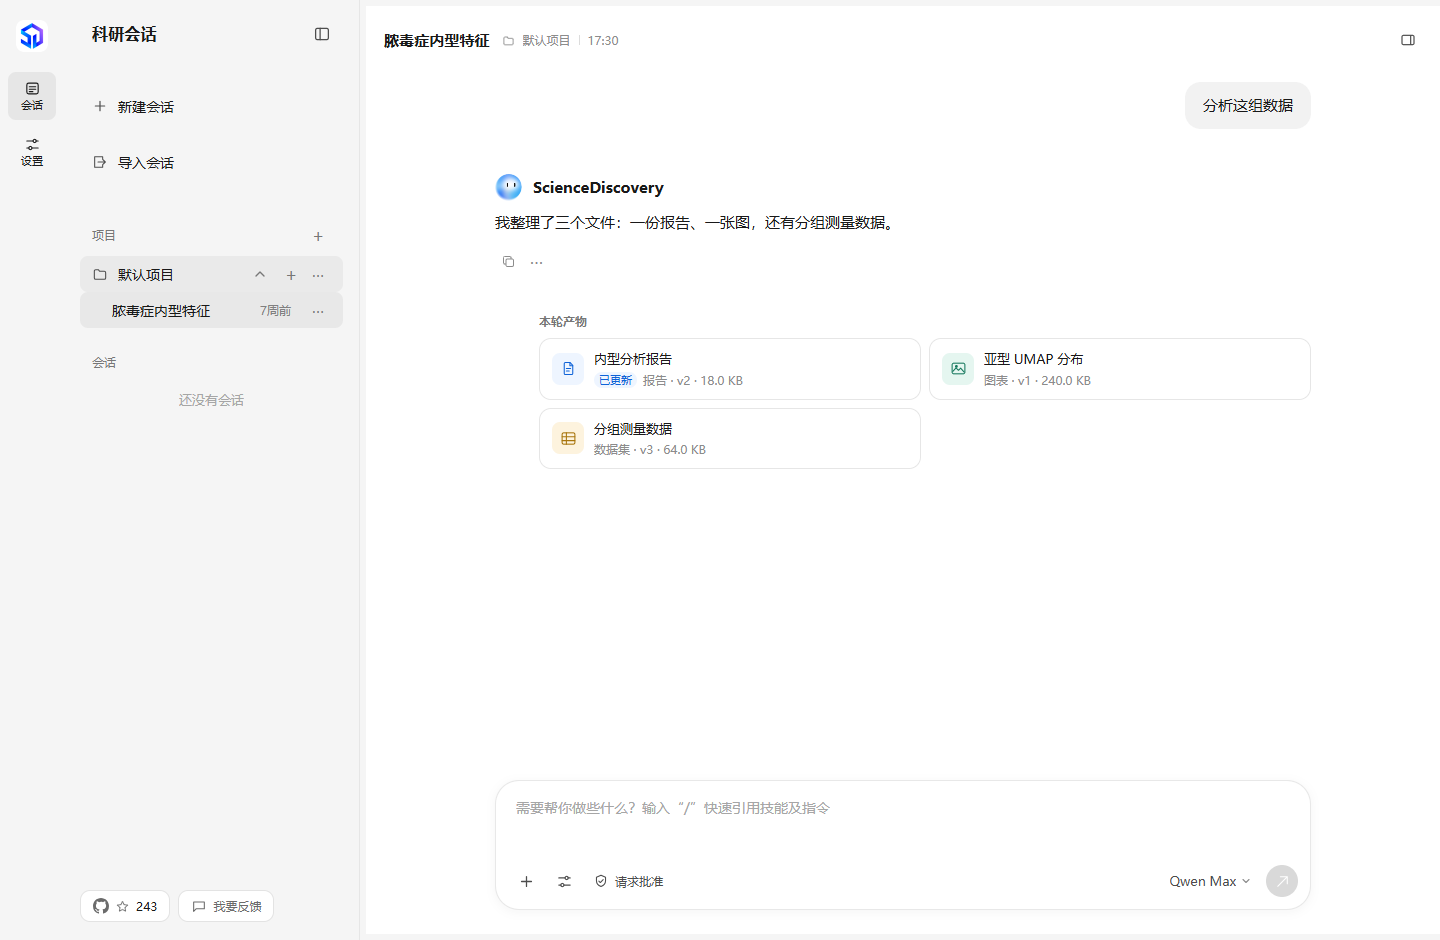 科研会话
会话
设置
新建会话
导入会话
项目
默认项目
脓毒症内型特征 7周前
会话
还没有会话
243
我要反馈
脓毒症内型特征 默认项目 17:30
分析这组数据
ScienceDiscovery
我整理了三个文件：一份报告、一张图，还有分组测量数据。
本轮产物
内型分析报告
已更新 报告 · v2 · 18.0 KB
亚型 UMAP 分布
图表 · v1 · 240.0 KB
分组测量数据
数据集 · v3 · 64.0 KB
需要帮你做些什么？输入“/”快速引用技能及指令
请求批准
Qwen Max